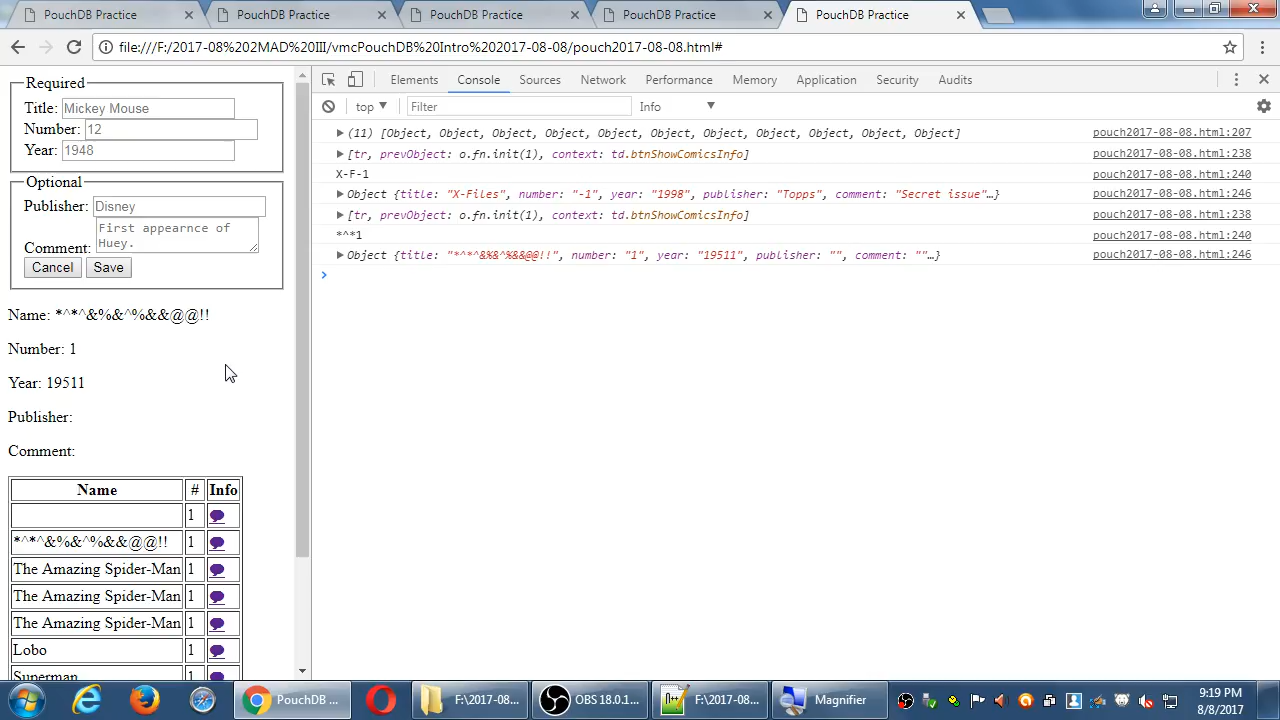 PouchDB Practice
PouchDB Practice
PouchDB Practice
PouchDB Practice
PouchDB Practice
file:///F:/2017-08%202MAD%20III/vmcPouchDB%20Intro%202017-08-08/pouch2017-08-08.html#
Elements Console Sources Network Performance Memory Application Security Audits
top Filter Info
(11) [Object, Object, Object, Object, Object, Object, Object, Object, Object, Object, Object] pouch2017-08-08.html:207
[tr, prevObject: o.fn.init(1), context: td.btnShowComicsInfo] pouch2017-08-08.html:238
X-F-1 pouch2017-08-08.html:240
Object {title: "X-Files", number: "-1", year: "1998", publisher: "Topps", comment: "Secret issue"…} pouch2017-08-08.html:246
[tr, prevObject: o.fn.init(1), context: td.btnShowComicsInfo] pouch2017-08-08.html:238
*^*1 pouch2017-08-08.html:240
Object {title: "*^*^&%&^%&&@@!!", number: "1", year: "19511", publisher: "", comment: ""…} pouch2017-08-08.html:246
Required
Title: Mickey Mouse
Number: 12
Year: 1948
Optional
Publisher: Disney
First appearnce of
Comment: Huey.
Cancel Save
Name: *^*^&%&^%&&@@!!
Number: 1
Year: 19511
Publisher:
Comment:
Name # Info
1
*^*^&%&^%&&@@!! 1
The Amazing Spider-Man 1
The Amazing Spider-Man 1
The Amazing Spider-Man 1
Lobo 1
Superman 1
PouchDB ...
F:\2017-08...
OBS 18.0.1...
F:\2017-08...
Magnifier
9:19 PM
8/8/2017